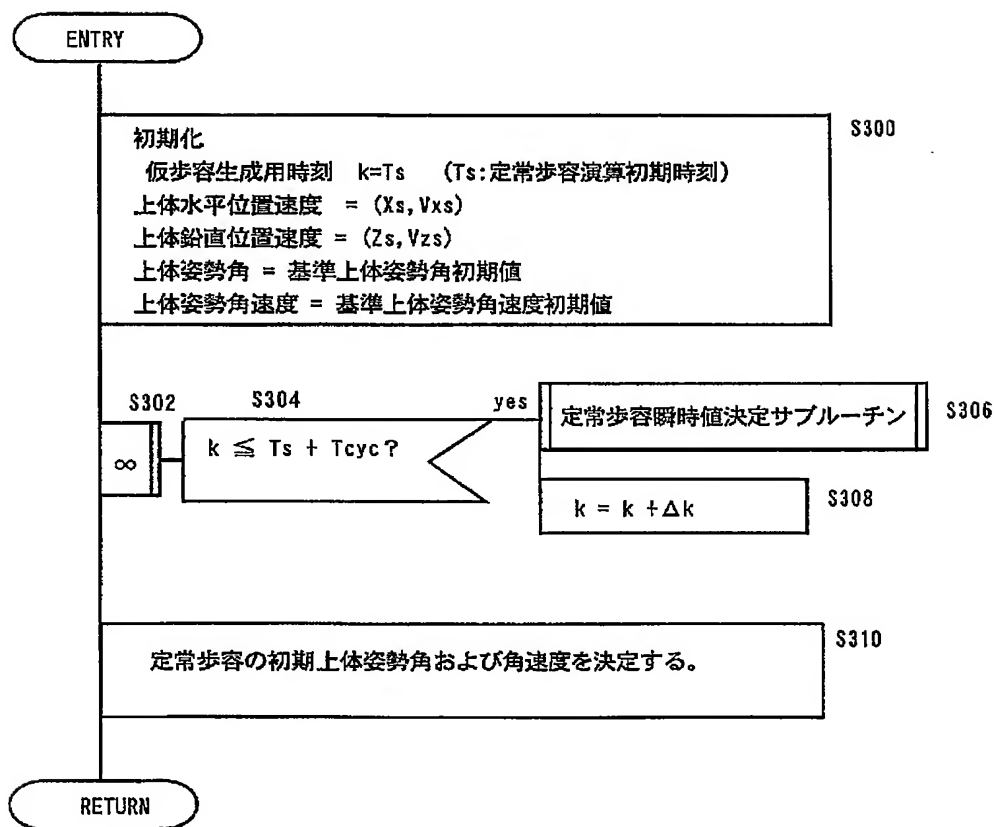 ENTRY
S300
初期化
仮歩容生成用時刻 k=Ts (Ts:定常歩容演算初期時刻)
上体水平位置速度 = (Xs,Vxs)
上体鉛直位置速度 = (Zs,Vzs)
上体姿勢角 = 基準上体姿勢角初期値
上体姿勢角速度 = 基準上体姿勢角速度初期値
S302
S304
yes
S306
∞
k ≦ Ts + Tcyc?
定常歩容瞬時値決定サブルーチン
S308
k = k +Δk
S310
定常歩容の初期上体姿勢角および角速度を決定する。
RETURN